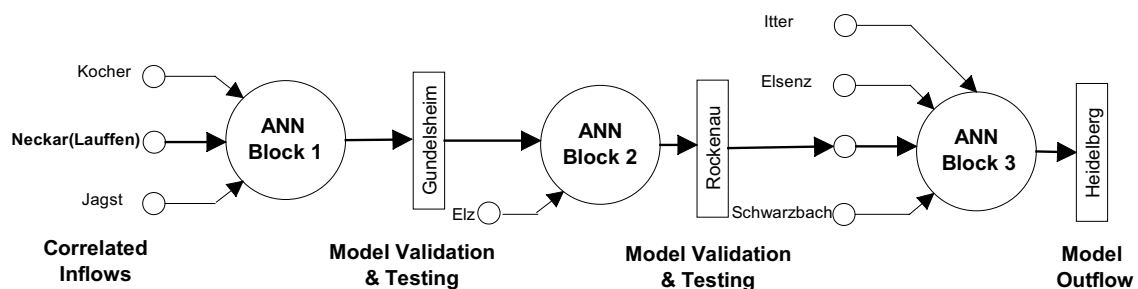 Kocher
Neckar(Lauffen)
Jagst
Correlated
Inflows
ANN
Block 1
Gundelsheim
Model Validation
& Testing
Elz
ANN
Block 2
Rockenau
Model Validation
& Testing
Itter
Elsenz
Schwarzbach
ANN
Block 3
Heidelberg
Model
Outflow